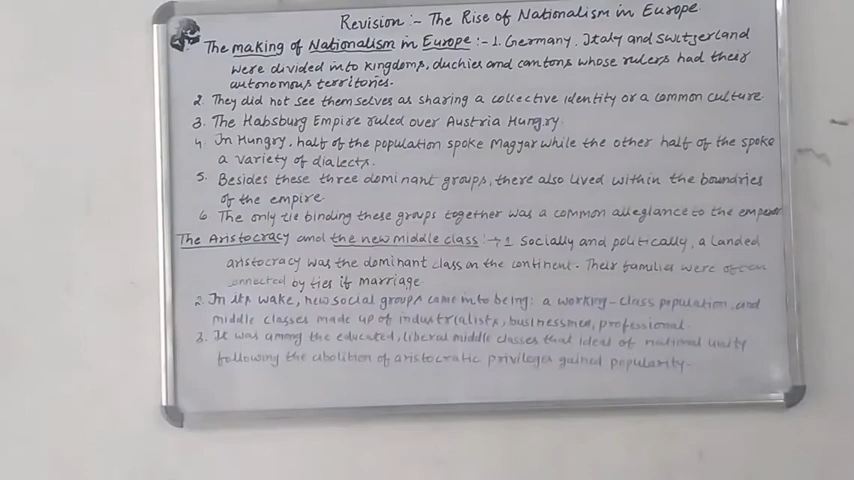 Revision :- The Rise of Nationalism in Europe
The making of Nationalism in Europe :- 1. Germany, Italy and Switzerland
were divided into kingdoms, duchies and cantons whose rulers had their
autonomous territories.
2. They did not see themselves as sharing a collective identity or a common culture.
3. The Habsburg Empire ruled over Austria Hungry.
4. In Hungry, half of the population spoke Magyar while the other half of the spoke
a variety of dialects.
5. Besides these three dominant groups, there also lived within the boundries
of the empire.
6 The only tie binding these groups together was a common allegiance to the emperor
The Aristocracy and the new middle class :→ 1 Socially and politically, a landed
aristocracy was the dominant class on the continent. Their families were often
connected by ties if marriage
2. In its wake, new social groups came into being: a working-class population, and
middle classes made up of industrialists, businessmen, professional.
3. It was among the educated, liberal middle classes that ideal of national unity
following the abolition of aristocratic privileges gained popularity-